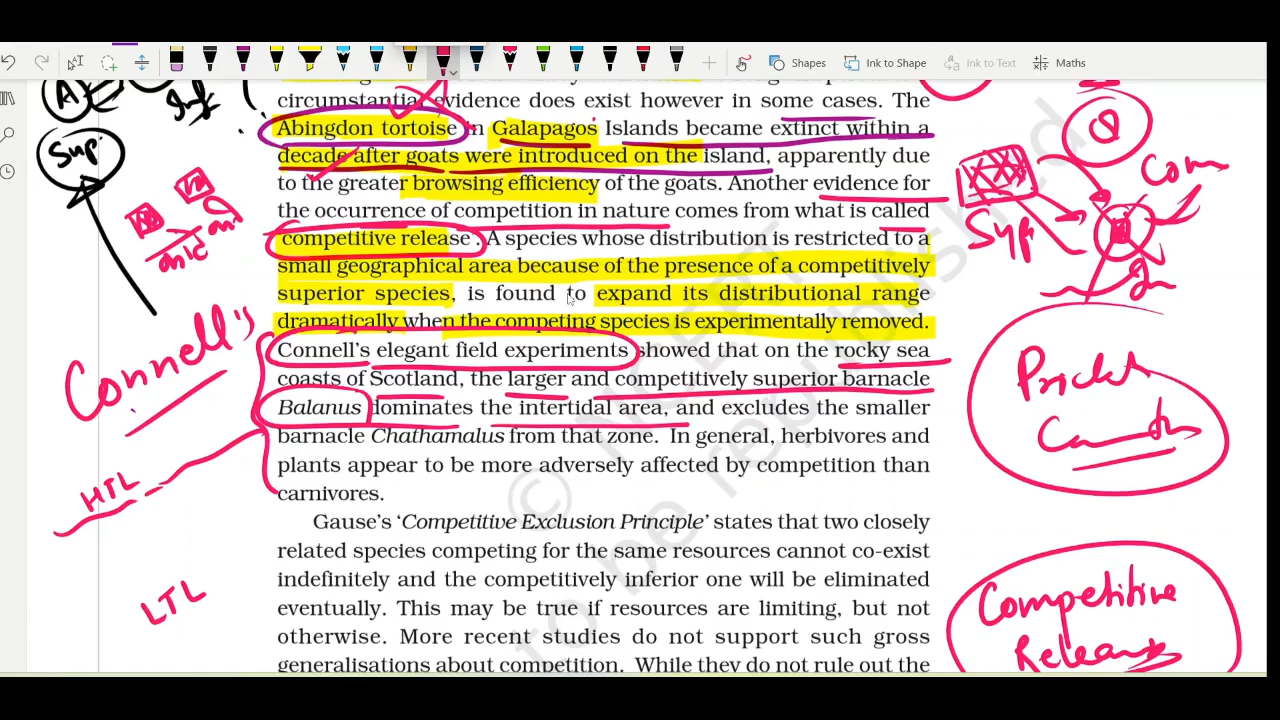 Shapes Ink to Shape Ink to Text Maths
circumstantial evidence does exist however in some cases. The
Abingdon tortoise in Galapagos Islands became extinct within a
decade after goats were introduced on the island, apparently due
to the greater browsing efficiency of the goats. Another evidence for
the occurrence of competition in nature comes from what is called
'competitive release'. A species whose distribution is restricted to a
small geographical area because of the presence of a competitively
superior species, is found to expand its distributional range
dramatically when the competing species is experimentally removed.
Connell's elegant field experiments showed that on the rocky sea
coasts of Scotland, the larger and competitively superior barnacle
Balanus dominates the intertidal area, and excludes the smaller
barnacle Chathamalus from that zone. In general, herbivores and
plants appear to be more adversely affected by competition than
carnivores.
Gause's 'Competitive Exclusion Principle' states that two closely
related species competing for the same resources cannot co-exist
indefinitely and the competitively inferior one will be eliminated
eventually. This may be true if resources are limiting, but not
otherwise. More recent studies do not support such gross
generalisations about competition. While they do not rule out the
A
Sup
Connell's
HTL
LTL
Com
Competitive
Release
© NCERT
to be republished